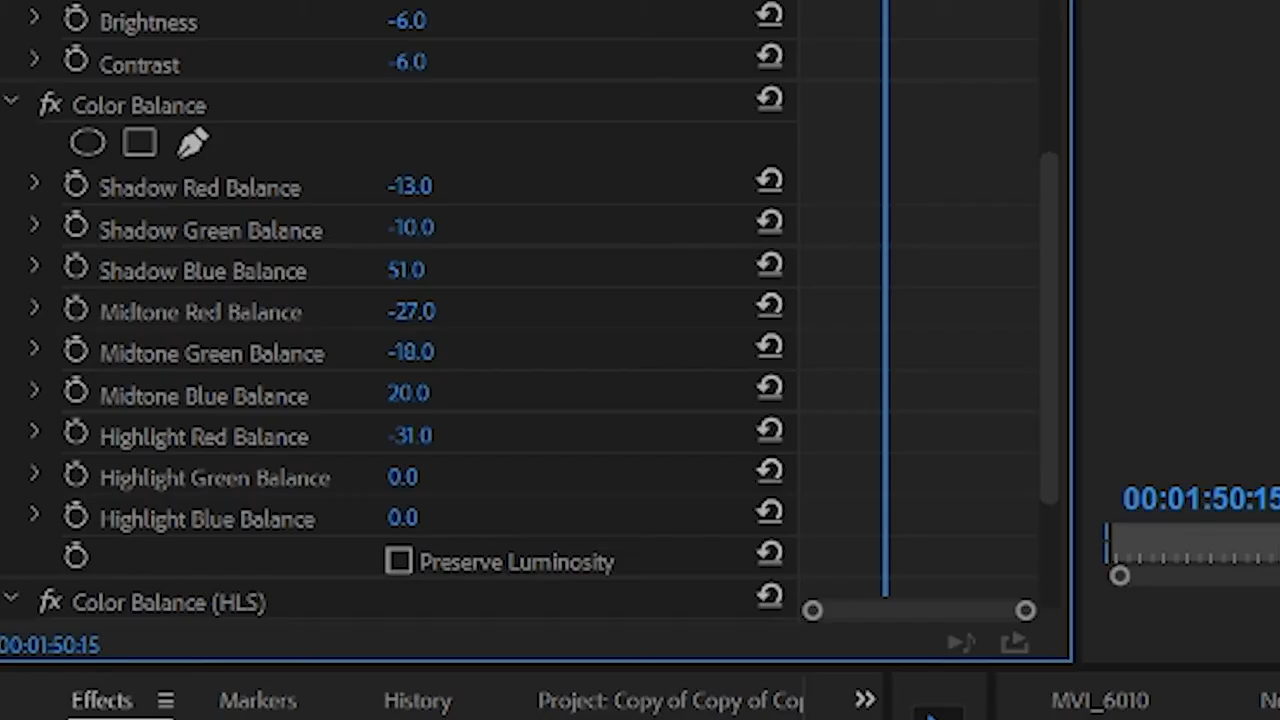 Brightness -6.0
Contrast -6.0
fx Color Balance
Shadow Red Balance -13.0
Shadow Green Balance -10.0
Shadow Blue Balance 51.0
Midtone Red Balance -27.0
Midtone Green Balance -18.0
Midtone Blue Balance 20.0
Highlight Red Balance -31.0
Highlight Green Balance 0.0
Highlight Blue Balance 0.0
Preserve Luminosity
fx Color Balance (HLS)
00:01:50:15
00:01:50:15
Effects Markers History Project: Copy of Copy of Cop MVI_6010